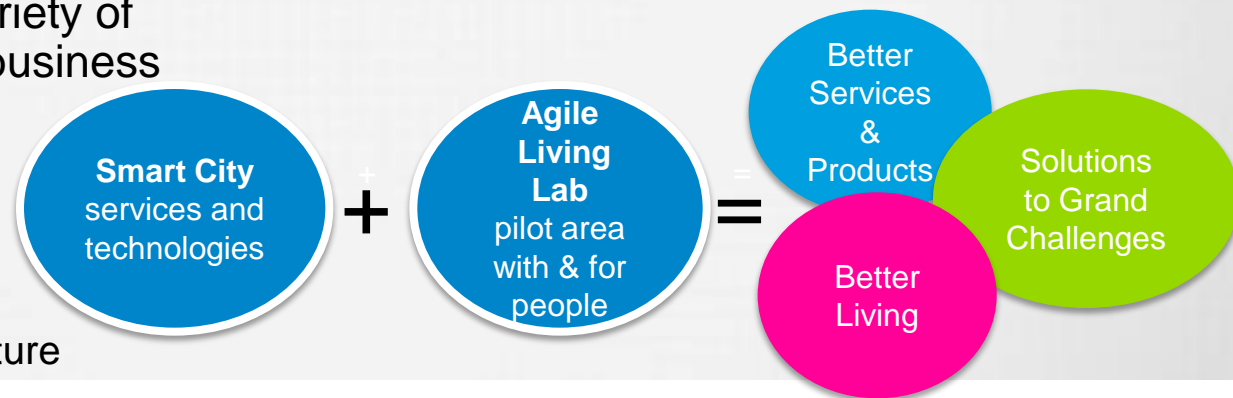 riety of
business
Smart City
services and
technologies
+
Agile
Living
Lab
pilot area
with & for
people
=
Better
Services
&
Products
Solutions
to Grand
Challenges
Better
Living
ture